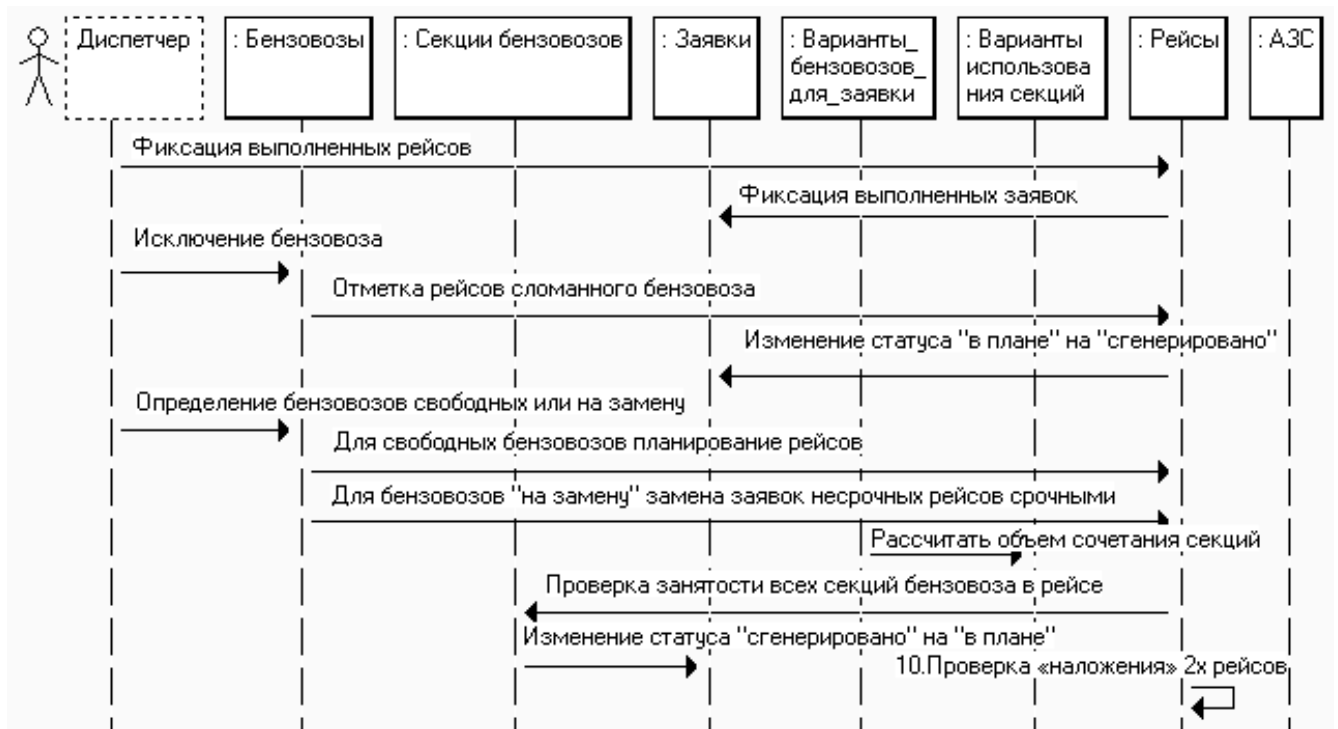 Диспетчер
: Бензовозы
: Секции бензовозов
: Заявки
: Варианты_
бензовозов_
для_заявки
: Варианты
использова
ния секций
: Рейсы
: АЗС
Фиксация выполненных рейсов
Фиксация выполненных заявок
Исключение бензовоза
Отметка рейсов сломанного бензовоза
Изменение статуса "в плане" на "сгенерировано"
Определение бензовозов свободных или на замену
Для свободных бензовозов планирование рейсов
Для бензовозов "на замену" замена заявок несрочных рейсов срочными
Рассчитать объем сочетания секций
Проверка занятости всех секций бензовоза в рейсе
Изменение статуса "сгенерировано" на "в плане"
10.Проверка «наложения» 2х рейсов